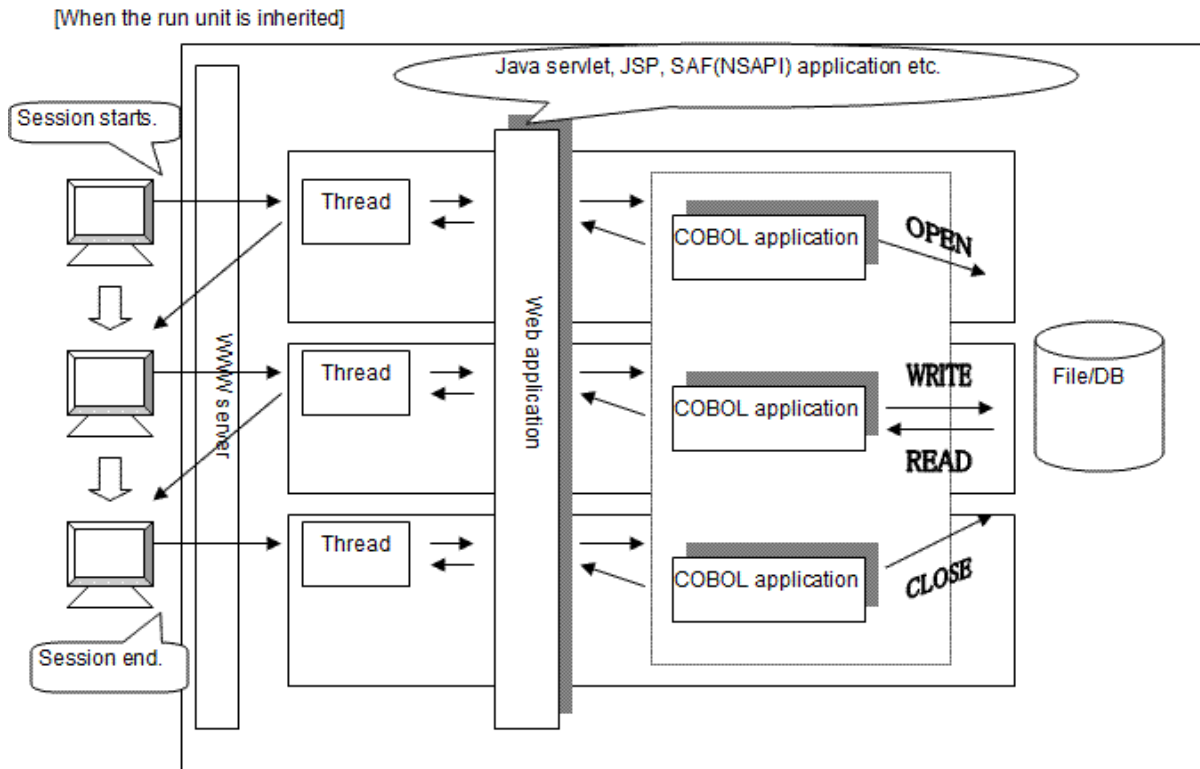 [When the run unit is inherited]
Java servlet, JSP, SAF(NSAPI) application etc.
Session starts.
Thread
COBOL application
OPEN
WWW server
Web application
Thread
COBOL application
WRITE
READ
File/DB
Thread
COBOL application
CLOSE
Session end.